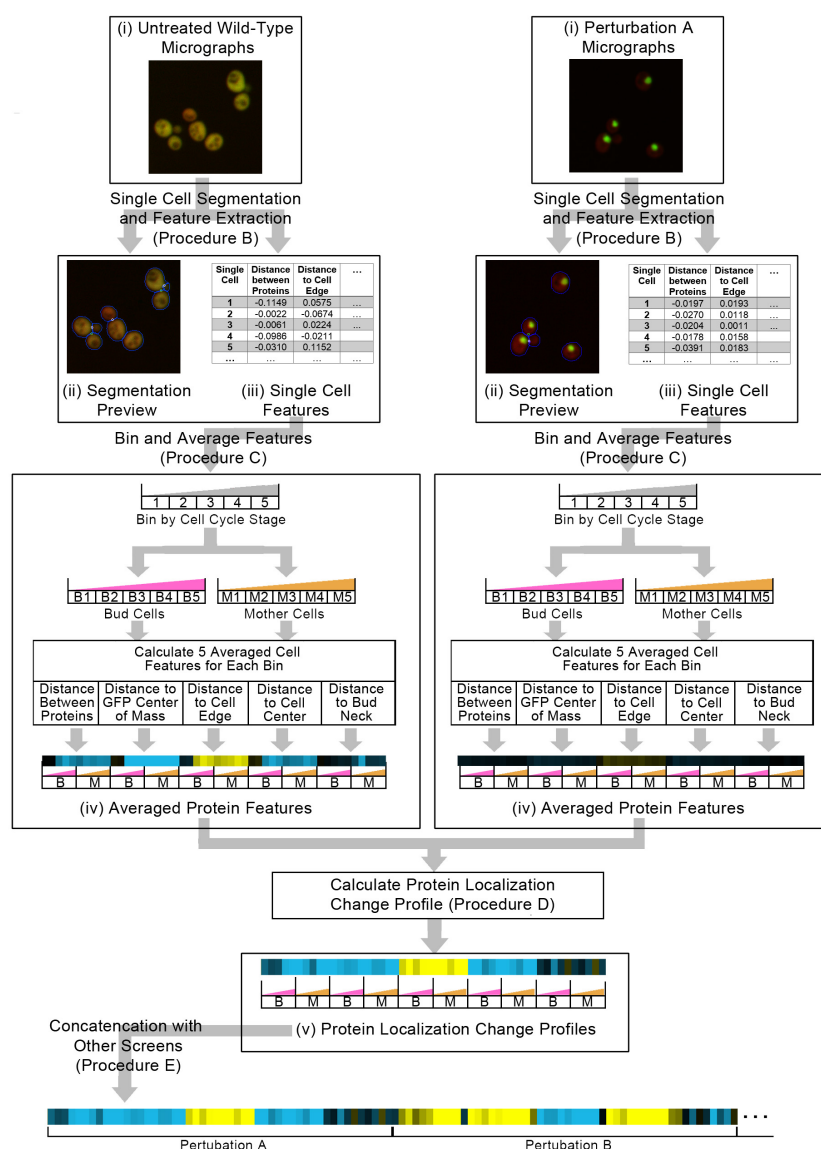 (i) Untreated Wild-Type
Micrographs
Single Cell Segmentation
and Feature Extraction
(Procedure B)
Single Cell
Distance between Proteins
Distance to Cell Edge
...
1 -0.1149 0.0575 ...
2 -0.0022 -0.0674 ...
3 -0.0061 0.0224 ...
4 -0.0986 -0.0211
5 -0.0310 0.1152
... ... ...
(ii) Segmentation
Preview
(iii) Single Cell
Features
Bin and Average Features
(Procedure C)
1 2 3 4 5
Bin by Cell Cycle Stage
B1 B2 B3 B4 B5
Bud Cells
M1 M2 M3 M4 M5
Mother Cells
Calculate 5 Averaged Cell
Features for Each Bin
Distance
Between
Proteins
Distance to
GFP Center
of Mass
Distance
to Cell
Edge
Distance
to Cell
Center
Distance
to Bud
Neck
B M B M B M B M B M
(iv) Averaged Protein Features
(i) Perturbation A
Micrographs
Single Cell Segmentation
and Feature Extraction
(Procedure B)
Single Cell
Distance between Proteins
Distance to Cell Edge
...
1 -0.0197 0.0193 ...
2 -0.0270 0.0118 ...
3 -0.0204 0.0011 ...
4 -0.0178 0.0158
5 -0.0391 0.0183
... ... ...
(ii) Segmentation
Preview
(iii) Single Cell
Features
Bin and Average Features
(Procedure C)
1 2 3 4 5
Bin by Cell Cycle Stage
B1 B2 B3 B4 B5
Bud Cells
M1 M2 M3 M4 M5
Mother Cells
Calculate 5 Averaged Cell
Features for Each Bin
Distance
Between
Proteins
Distance to
GFP Center
of Mass
Distance
to Cell
Edge
Distance
to Cell
Center
Distance
to Bud
Neck
B M B M B M B M B M
(iv) Averaged Protein Features
Calculate Protein Localization
Change Profile (Procedure D)
B M B M B M B M B M
(v) Protein Localization Change Profiles
Concatencation with
Other Screens
(Procedure E)
...
Pertubation A
Pertubation B